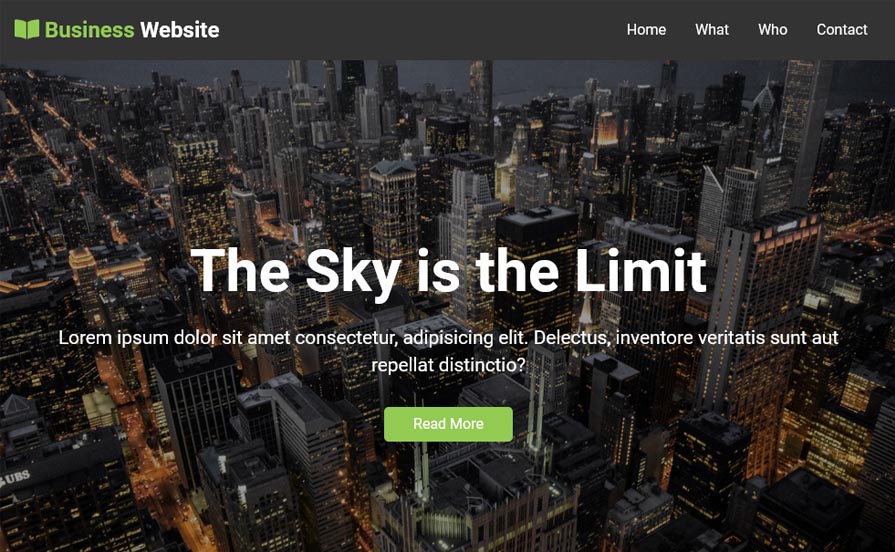 Business Website
Home What Who Contact
The Sky is the Limit
Lorem ipsum dolor sit amet consectetur, adipisicing elit. Delectus, inventore veritatis sunt aut
repellat distinctio?
Read More
UBS